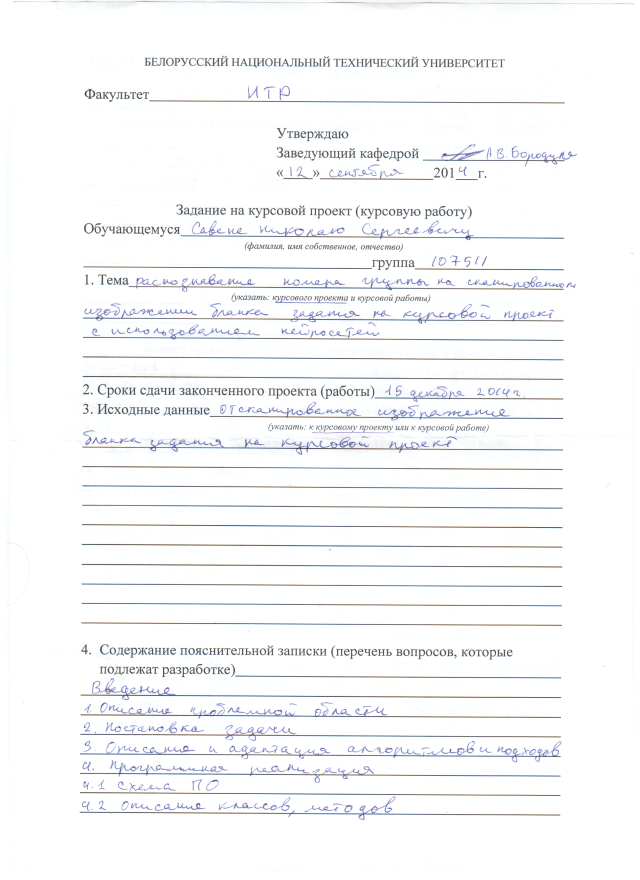 БЕЛОРУССКИЙ НАЦИОНАЛЬНЫЙ ТЕХНИЧЕСКИЙ УНИВЕРСИТЕТ
Факультет ИТР
Утверждаю
Заведующий кафедрой А.В. Бородуля
«12» сентября 2014 г.
Задание на курсовой проект (курсовую работу)
Обучающемуся Савене Николаю Сергеевичу
(фамилия, имя собственное, отчество)
группа 107511
1. Тема распознавание номера группы на сканированном
(указать: курсового проекта и курсовой работы)
изображении бланка задания на курсовой проект
с использованием нейросетей
2. Сроки сдачи законченного проекта (работы) 15 декабря 2014г.
3. Исходные данные отсканированное изображение
(указать: к курсовому проекту или к курсовой работе)
бланка задания на курсовой проект
4. Содержание пояснительной записки (перечень вопросов, которые
подлежат разработке)
Введение
1. Описание проблемной области
2. Постановка задачи
3. Описание и адаптация алгоритмов и подходов
4. Программная реализация
4.1 Схема ПО
4.2 Описание классов, методов